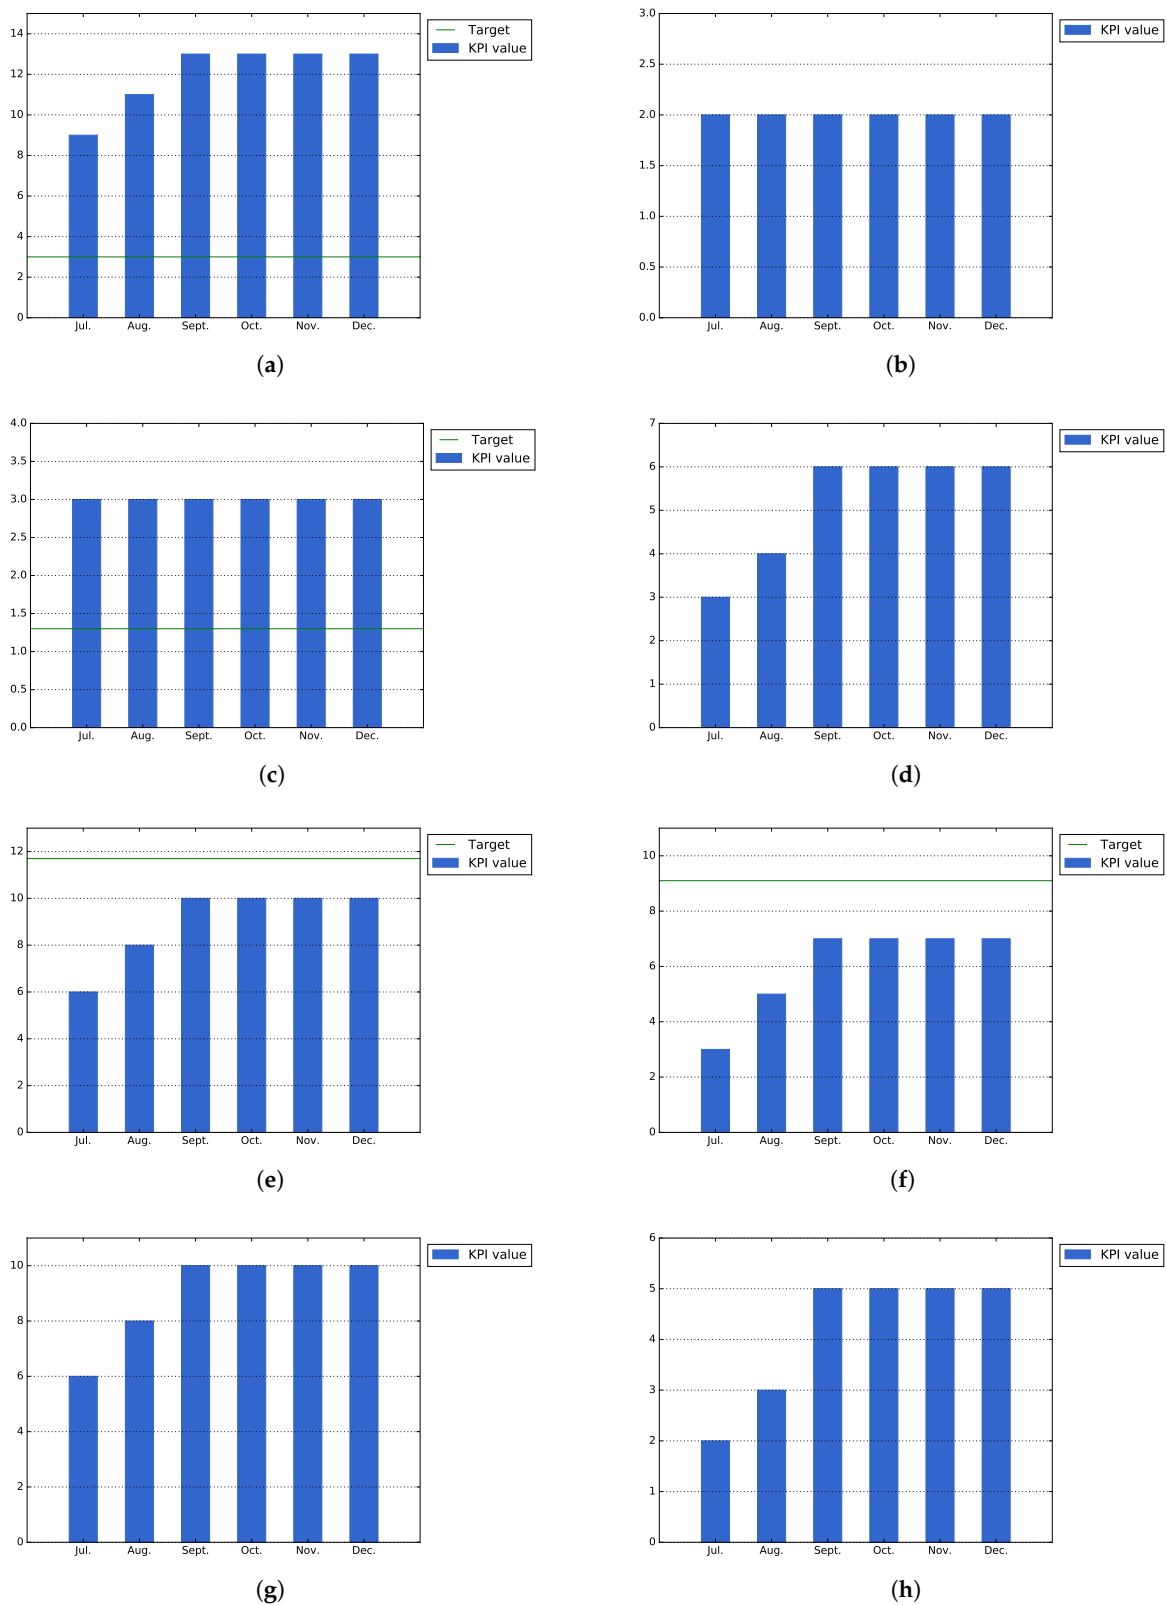 14
12
10
8
6
4
2
0
Jul. Aug. Sept. Oct. Nov. Dec.
Target
KPI value
(a)
3.0
2.5
2.0
1.5
1.0
0.5
0.0
Jul. Aug. Sept. Oct. Nov. Dec.
KPI value
(b)
4.0
3.5
3.0
2.5
2.0
1.5
1.0
0.5
0.0
Jul. Aug. Sept. Oct. Nov. Dec.
Target
KPI value
(c)
7
6
5
4
3
2
1
0
Jul. Aug. Sept. Oct. Nov. Dec.
KPI value
(d)
12
10
8
6
4
2
0
Jul. Aug. Sept. Oct. Nov. Dec.
Target
KPI value
(e)
10
8
6
4
2
0
Jul. Aug. Sept. Oct. Nov. Dec.
Target
KPI value
(f)
10
8
6
4
2
0
Jul. Aug. Sept. Oct. Nov. Dec.
KPI value
(g)
6
5
4
3
2
1
0
Jul. Aug. Sept. Oct. Nov. Dec.
KPI value
(h)